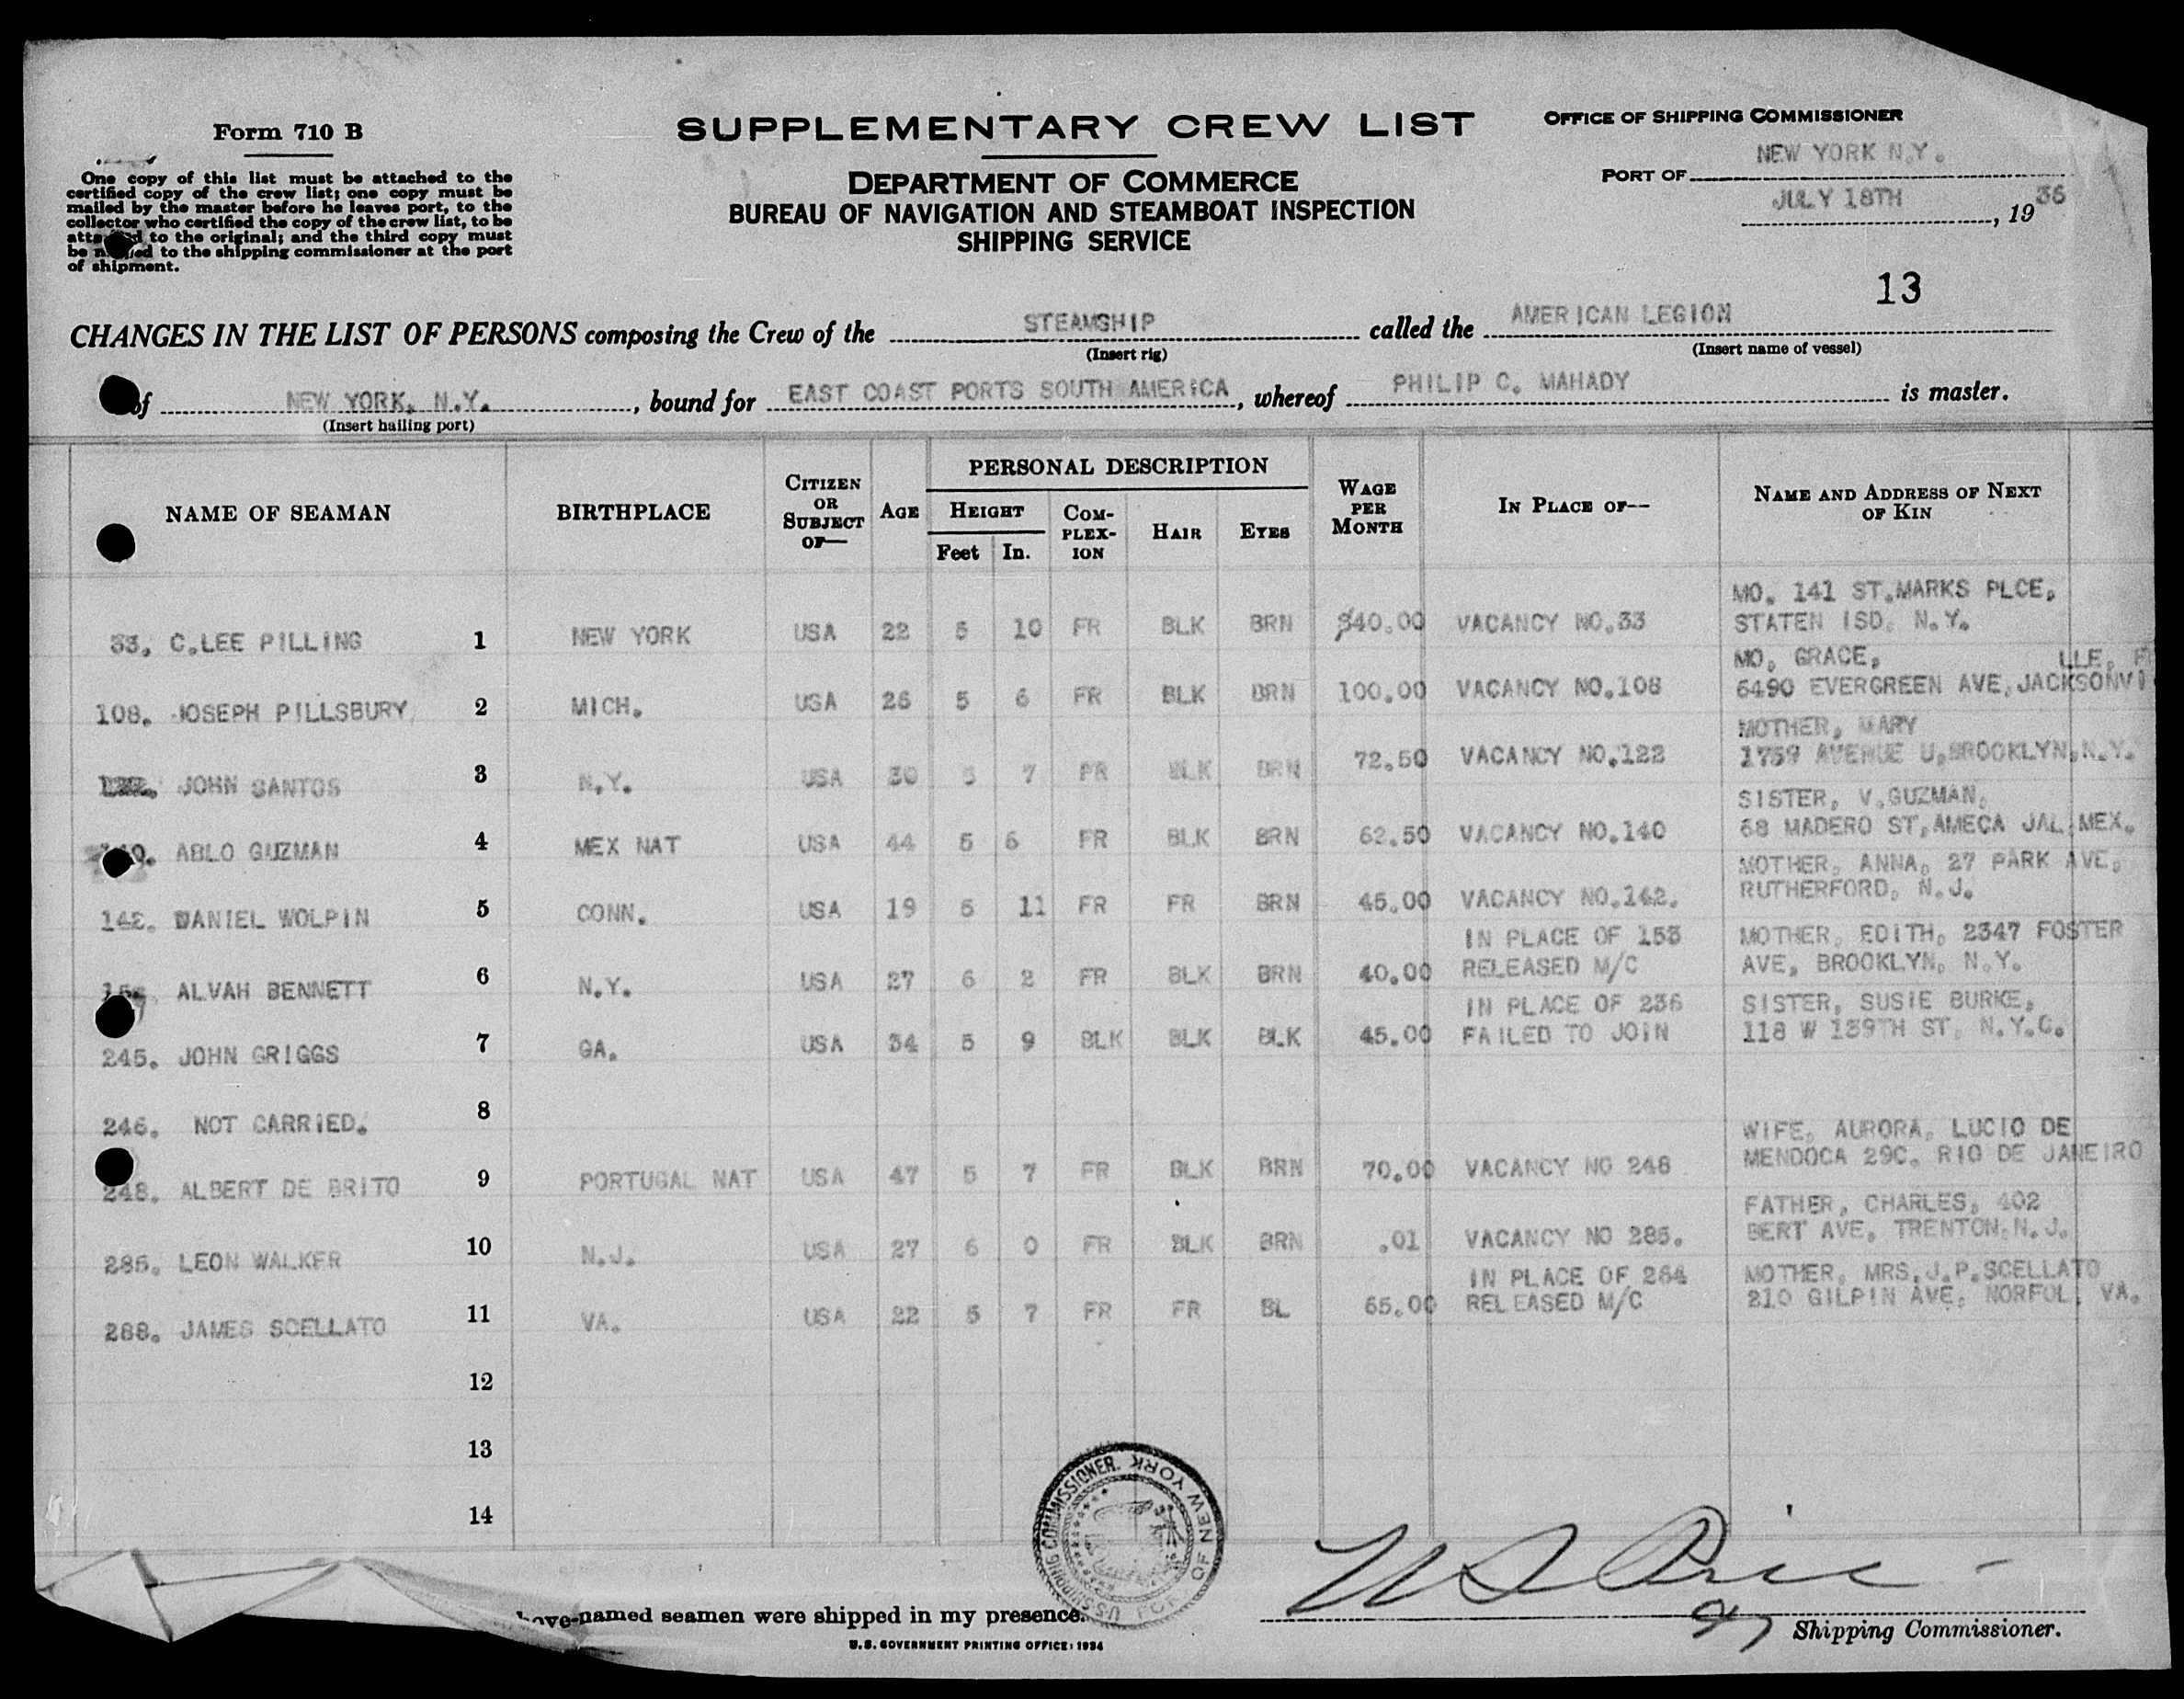 Form 710 B
One copy of this list must be attached to the
certified copy of the crew list; one copy must be
mailed by the master before he leaves port, to the
collector who certified the copy of the crew list, to be
to the original; and the third copy must
be to the shipping commissioner at the port
of shipment.
SUPPLEMENTARY CREW LIST
DEPARTMENT OF COMMERCE
BUREAU OF NAVIGATION AND STEAMBOAT INSPECTION
SHIPPING SERVICE
OFFICE OF SHIPPING COMMISSIONER
PORT OF NEW YORK N.Y.
JULY 18TH, 1936
13
CHANGES IN THE LIST OF PERSONS composing the Crew of the STEAMSHIP called the AMERICAN LEGION
(Insert rig) (Insert name of vessel)
of NEW YORK, N.Y., bound for EAST COAST PORTS SOUTH AMERICA, whereof PHILIP C. MAHADY is master.
(Insert hailing port)
NAME OF SEAMAN BIRTHPLACE CITIZEN OR SUBJECT OF— AGE PERSONAL DESCRIPTION HEIGHT Feet In. COMPLEXION HAIR EYES WAGE PER MONTH IN PLACE OF-- NAME AND ADDRESS OF NEXT OF KIN
MO. 141 ST.MARKS PLCE,
33. C.LEE PILLING 1 NEW YORK USA 22 5 10 FR BLK BRN $40.00 VACANCY NO.33 STATEN ISD. N.Y.
MO, GRACE, LLE, F
108. JOSEPH PILLSBURY 2 MICH. USA 26 5 6 FR BLK BRN 100.00 VACANCY NO.108 6490 EVERGREEN AVE,JACKSONVI
MOTHER, MARY
JOHN SANTOS 3 N.Y. USA 30 5 7 FR BLK BRN 72.50 VACANCY NO.122 1759 AVENUE U,BROOKLYN,N.Y.
SISTER, V.GUZMAN,
ABLO GUZMAN 4 MEX NAT USA 44 5 6 FR BLK BRN 62.50 VACANCY NO.140 68 MADERO ST,AMECA JAL,MEX.
MOTHER, ANNA, 27 PARK AVE,
142. DANIEL WOLPIN 5 CONN. USA 19 5 11 FR FR BRN 45.00 VACANCY NO.142. RUTHERFORD, N.J.
IN PLACE OF 153 MOTHER, EDITH, 2347 FOSTER
ALVAH BENNETT 6 N.Y. USA 27 6 2 FR BLK BRN 40.00 RELEASED M/C AVE, BROOKLYN, N.Y.
IN PLACE OF 236 SISTER, SUSIE BURKE,
245. JOHN GRIGGS 7 GA. USA 34 5 9 BLK BLK BLK 45.00 FAILED TO JOIN 118 W 139TH ST, N.Y.C.
246. NOT CARRIED. 8
WIFE, AURORA, LUCIO DE
248. ALBERT DE BRITO 9 PORTUGAL NAT USA 47 5 7 FR BLK BRN 70.00 VACANCY NO 248 MENDOCA 29C. RIO DE JANEIRO
FATHER, CHARLES, 402
285. LEON WALKER 10 N.J. USA 27 6 0 FR BLK BRN .01 VACANCY NO 285. BERT AVE, TRENTON,N.J.
IN PLACE OF 264 MOTHER, MRS.J.P.SCELLATO
288. JAMES SCELLATO 11 VA. USA 22 5 7 FR FR BL 65.00 RELEASED M/C 210 GILPIN AVE, NORFOL, VA.
12
13
14
-named seamen were shipped in my presence.
U.S. SHIPPING COMMISSIONER. PORT OF NEW YORK
Shipping Commissioner.
U.S. GOVERNMENT PRINTING OFFICE: 1934